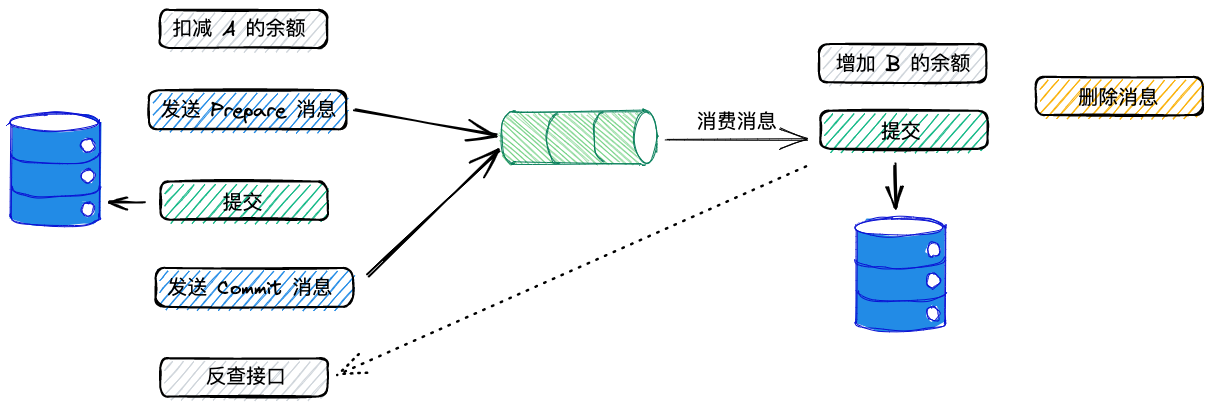 扣减 A 的余额
发送 Prepare 消息
提交
发送 Commit 消息
反查接口
消费消息
增加 B 的余额
提交
删除消息